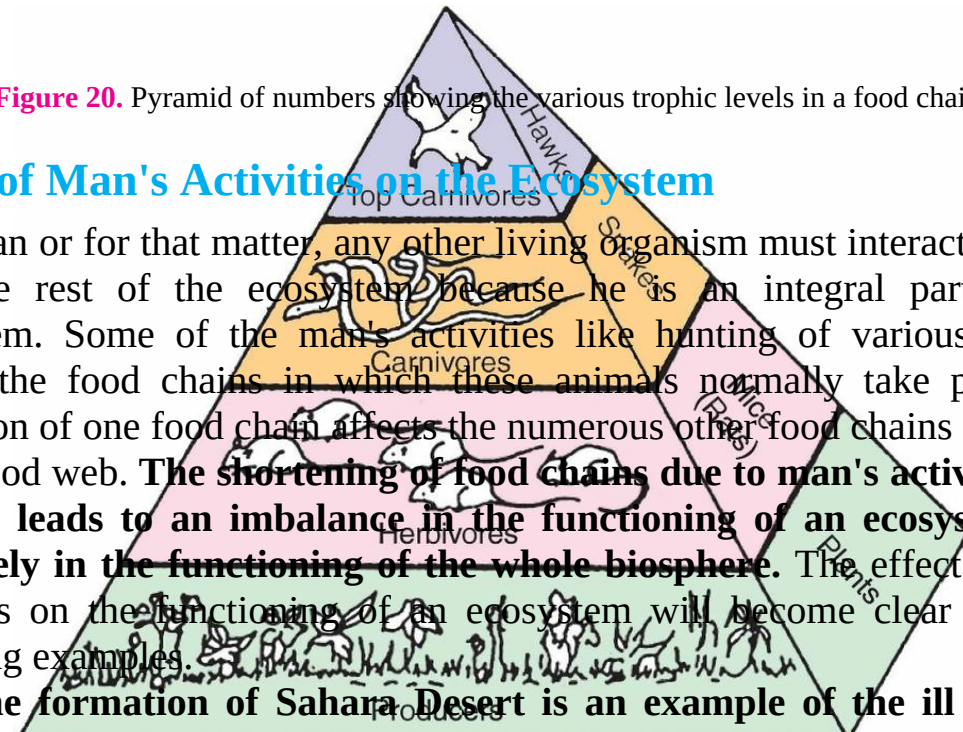 Figure 20. Pyramid of numbers showing the various trophic levels in a food chai
Hawks
of Man's Activities on the Ecosystem
Top Carnivores
an or for that matter, any other living organism must interact
Snakes
e rest of the ecosystem because he is an integral par
em. Some of the man's activities like hunting of various
Carnivores
the food chains in which these animals normally take p
Mice
(Rats)
on of one food chain affects the numerous other food chains
od web. The shortening of food chains due to man's activ
leads to an imbalance in the functioning of an ecosys
Herbivores
ely in the functioning of the whole biosphere. The effect
Plants
s on the functioning of an ecosystem will become clear
ng examples.
ne formation of Sahara Desert is an example of the ill
Producers